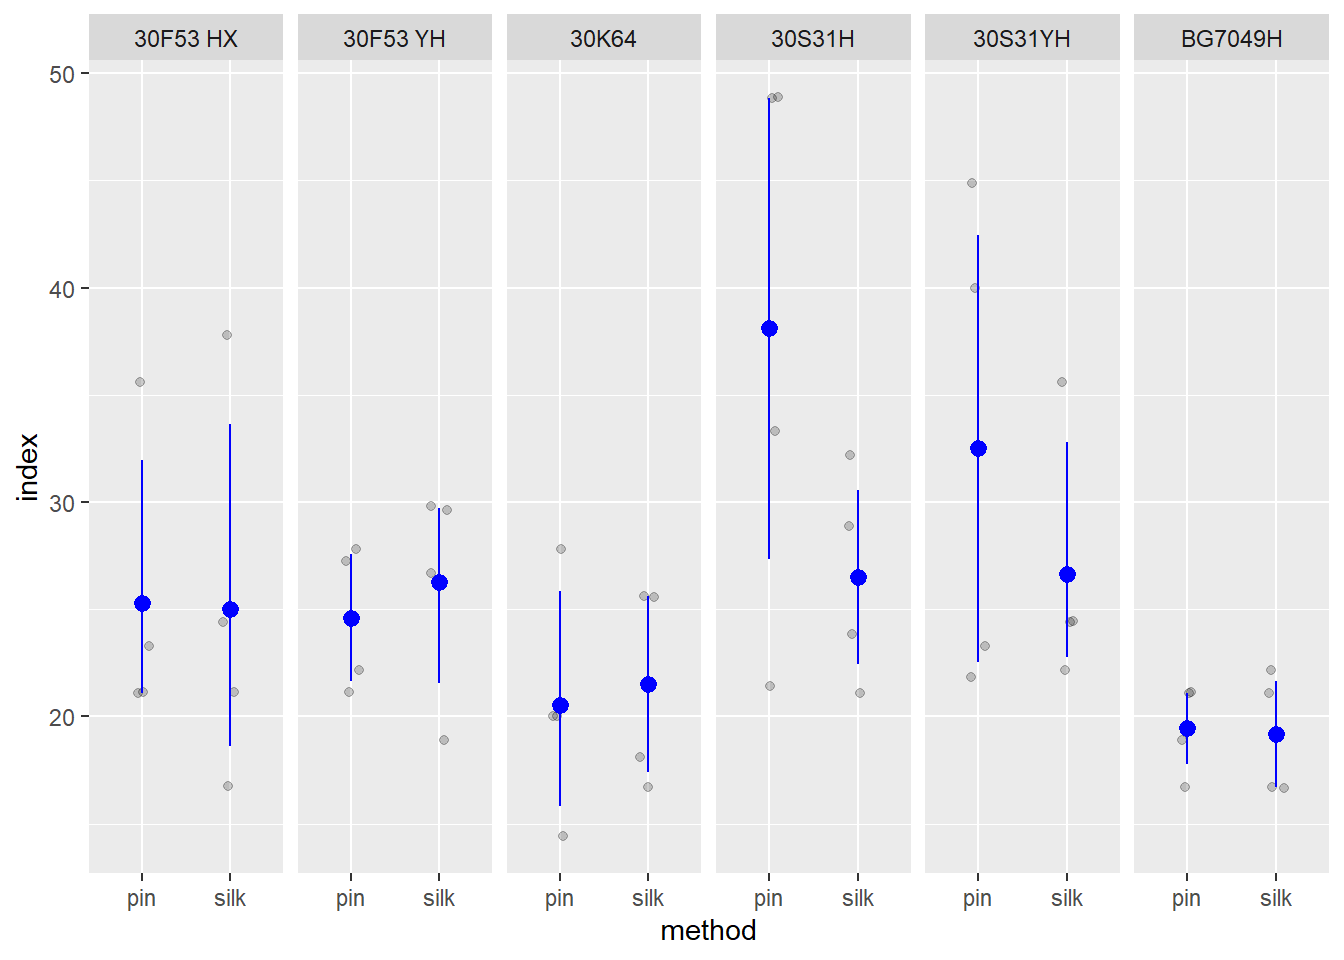 30F53 HX 30F53 YH 30K64 30S31H 30S31YH BG7049H
50
40
30
20
index
pin silk pin silk pin silk pin silk pin silk pin silk
method